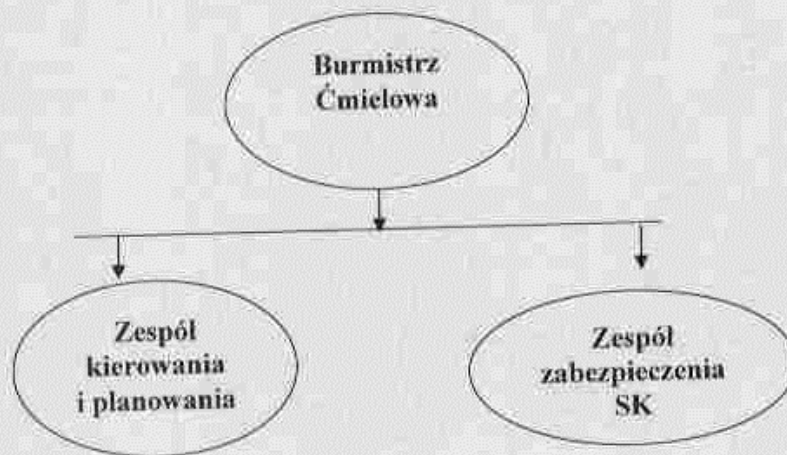 Burmistrz
Ćmielowa
Zespół
kierowania
i planowania
Zespół
zabezpieczenia
SK